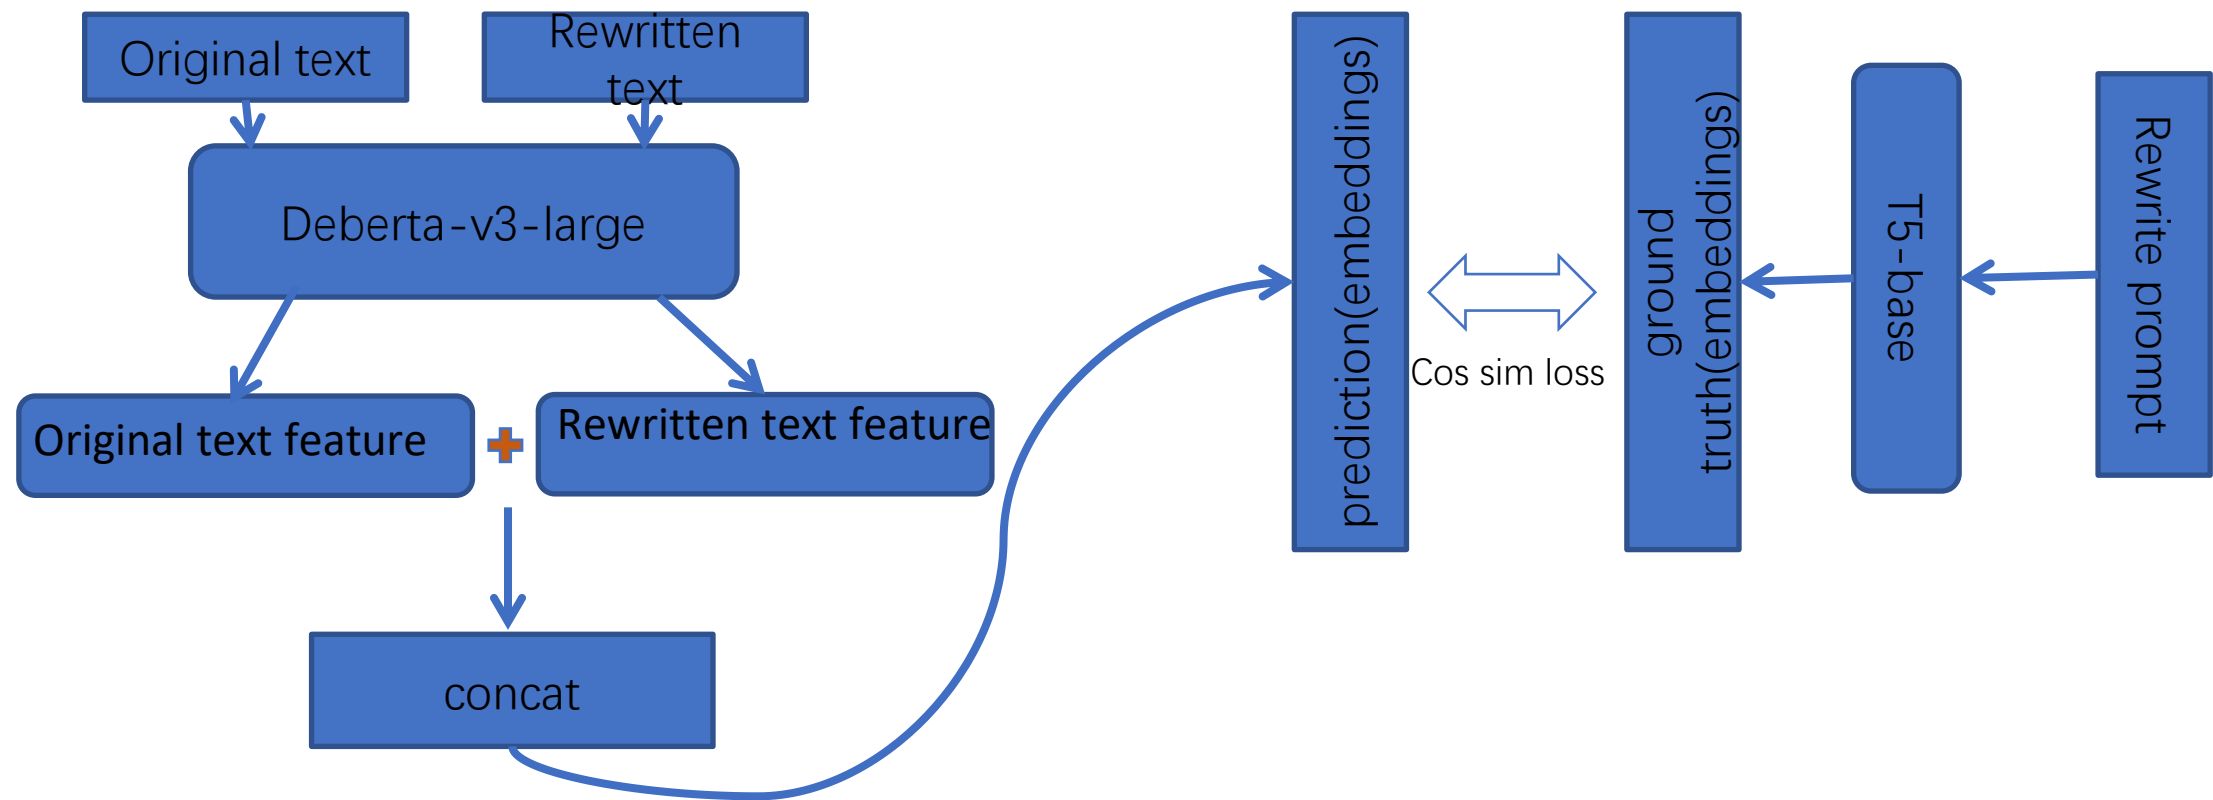 Original text
Rewritten
text
Deberta-v3-large
Original text feature
Rewritten text feature
concat
prediction(embeddings)
Cos sim loss
ground
truth(embeddings)
T5-base
Rewrite prompt